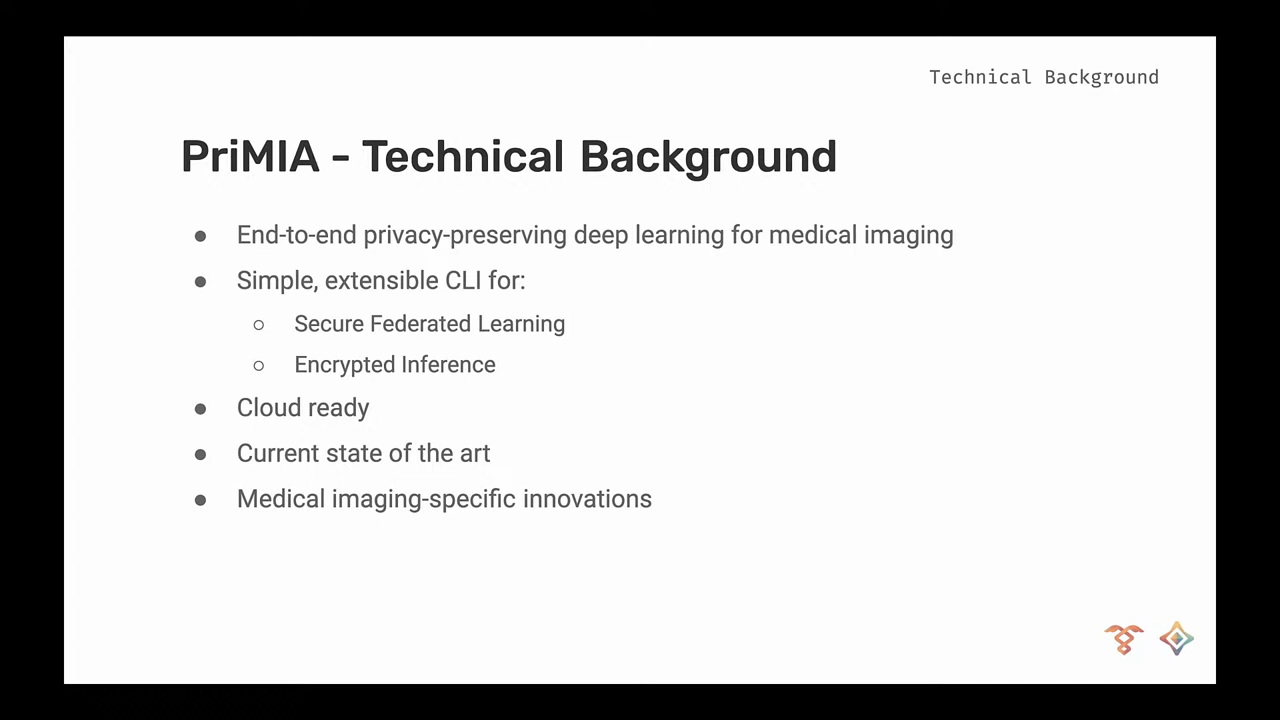 Technical Background
PriMIA - Technical Background
● End-to-end privacy-preserving deep learning for medical imaging
● Simple, extensible CLI for:
○ Secure Federated Learning
○ Encrypted Inference
● Cloud ready
● Current state of the art
● Medical imaging-specific innovations